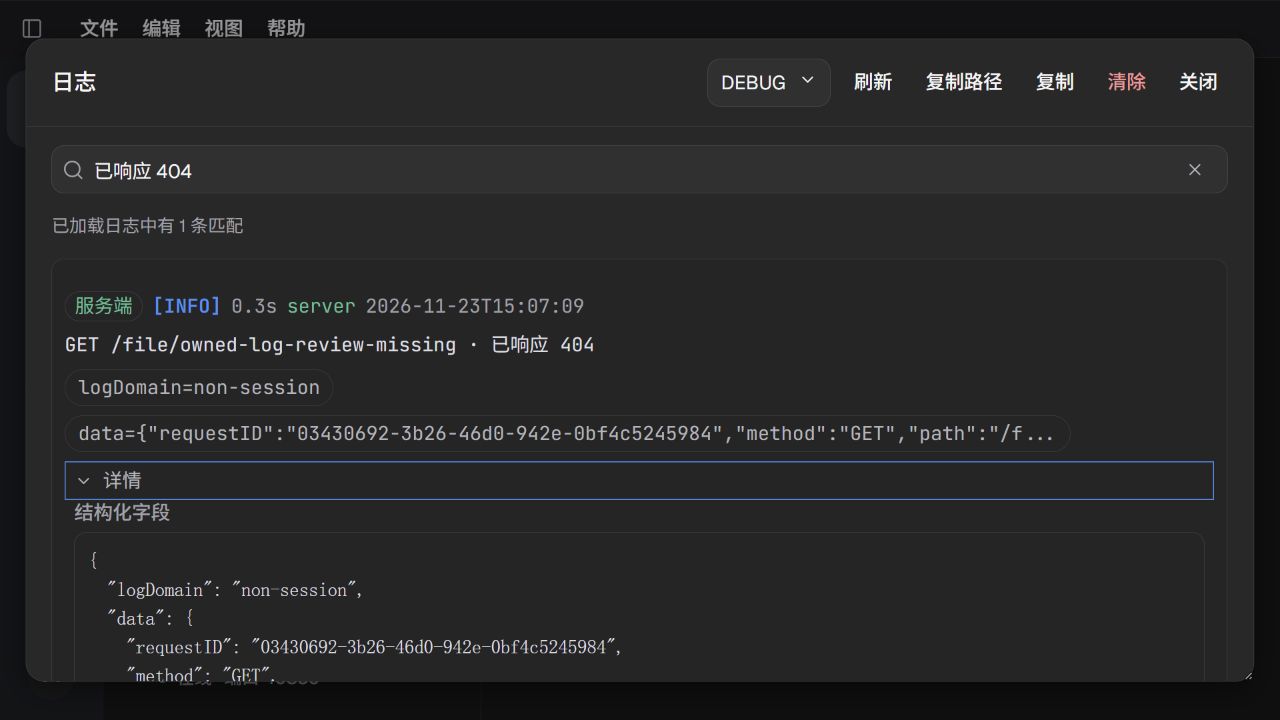 文件 编辑 视图 帮助
日志
DEBUG 刷新 复制路径 复制 清除 关闭
已响应 404
已加载日志中有 1 条匹配
服务端 [INFO] 0.3s server 2026-11-23T15:07:09
GET /file/owned-log-review-missing · 已响应 404
logDomain=non-session
data={"requestID":"03430692-3b26-46d0-942e-0bf4c5245984","method":"GET","path":"/f...
详情
结构化字段
{
"logDomain": "non-session",
"data": {
"requestID": "03430692-3b26-46d0-942e-0bf4c5245984",
"method": "GET",